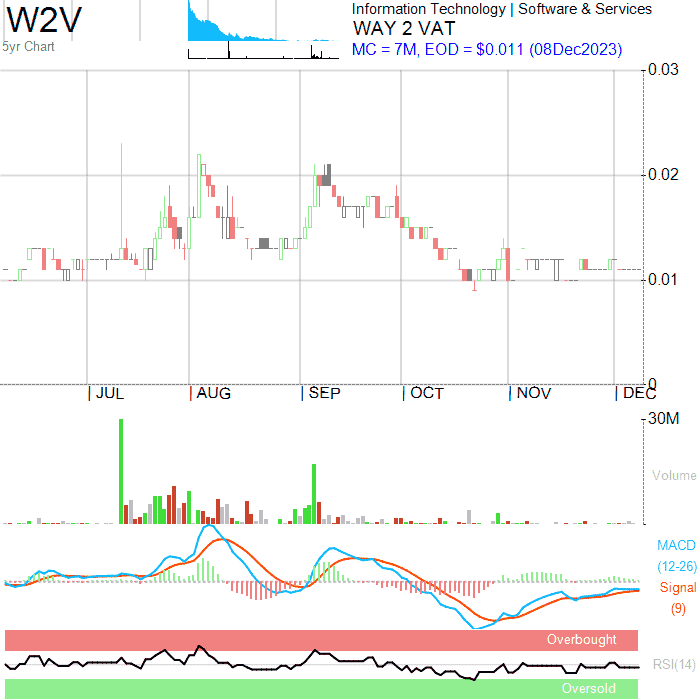 W2V
5yr Chart
Information Technology | Software & Services
WAY 2 VAT
MC = 7M, EOD = $0.011 (08Dec2023)
0.03
0.02
0.01
0
| JUL | AUG | SEP | OCT | NOV | DEC
30M
Volume
MACD
(12-26)
Signal
(9)
Overbought
RSI(14)
Oversold